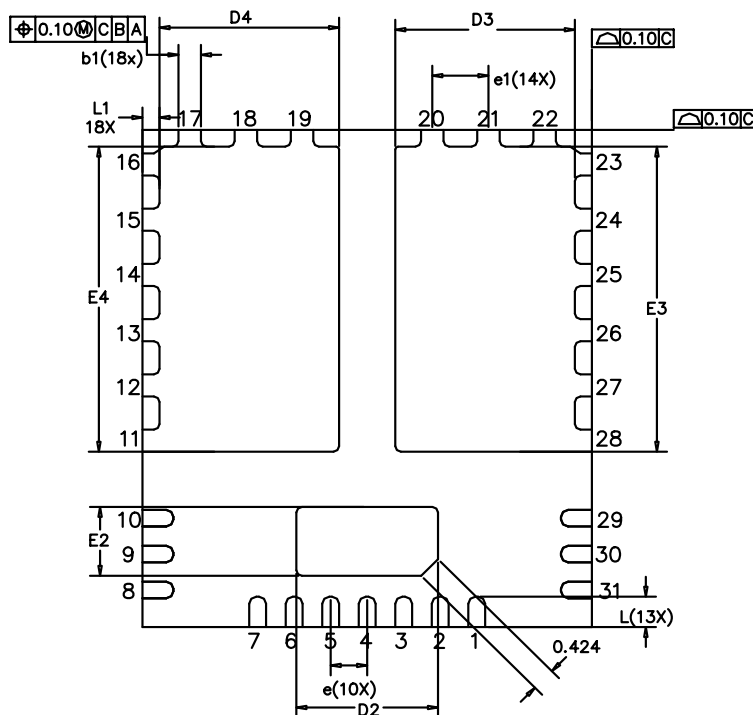 D4
D3
⌖ 0.10Ⓜ C B A
⌓ 0.10 C
b1(18x)
e1(14X)
L1
18X
⌓ 0.10 C
17 18 19 20 21 22
16 23
15 24
14 25
E4 E3
13 26
12 27
11 28
10 29
E2
9 30
8 31
L(13X)
7 6 5 4 3 2 1
0.424
e(10X)
D2